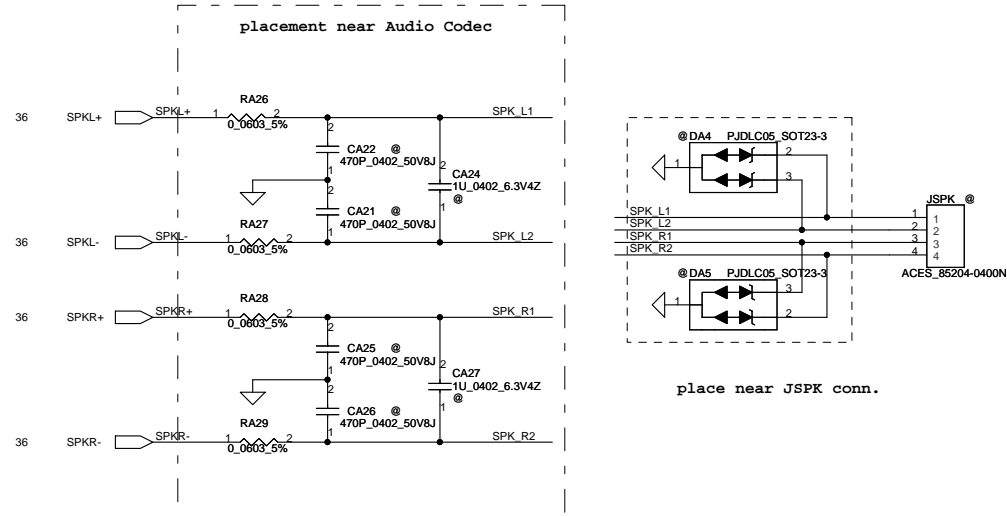 placement near Audio Codec
RA26
36 SPKL+ SPKL+ 1 2 SPK_L1
0_0603_5%
2
CA22 @
470P_0402_50V8J
1
2
CA24
1U_0402_6.3V4Z
@
1
2
CA21 @
470P_0402_50V8J
1
RA27
36 SPKL- SPKL- 1 2 SPK_L2
0_0603_5%
RA28
36 SPKR+ SPKR+ 1 2 SPK_R1
0_0603_5%
2
CA25 @
470P_0402_50V8J
1
2
CA27
1U_0402_6.3V4Z
@
1
2
CA26 @
470P_0402_50V8J
1
RA29
36 SPKR- SPKR- 1 2 SPK_R2
0_0603_5%
@ DA4 PJDLC05_SOT23-3
1 2
3
JSPK @
SPK_L1 1 1
SPK_L2 2 2
SPK_R1 3 3
SPK_R2 4 4
ACES_85204-0400N
@ DA5 PJDLC05_SOT23-3
1 3
2
place near JSPK conn.